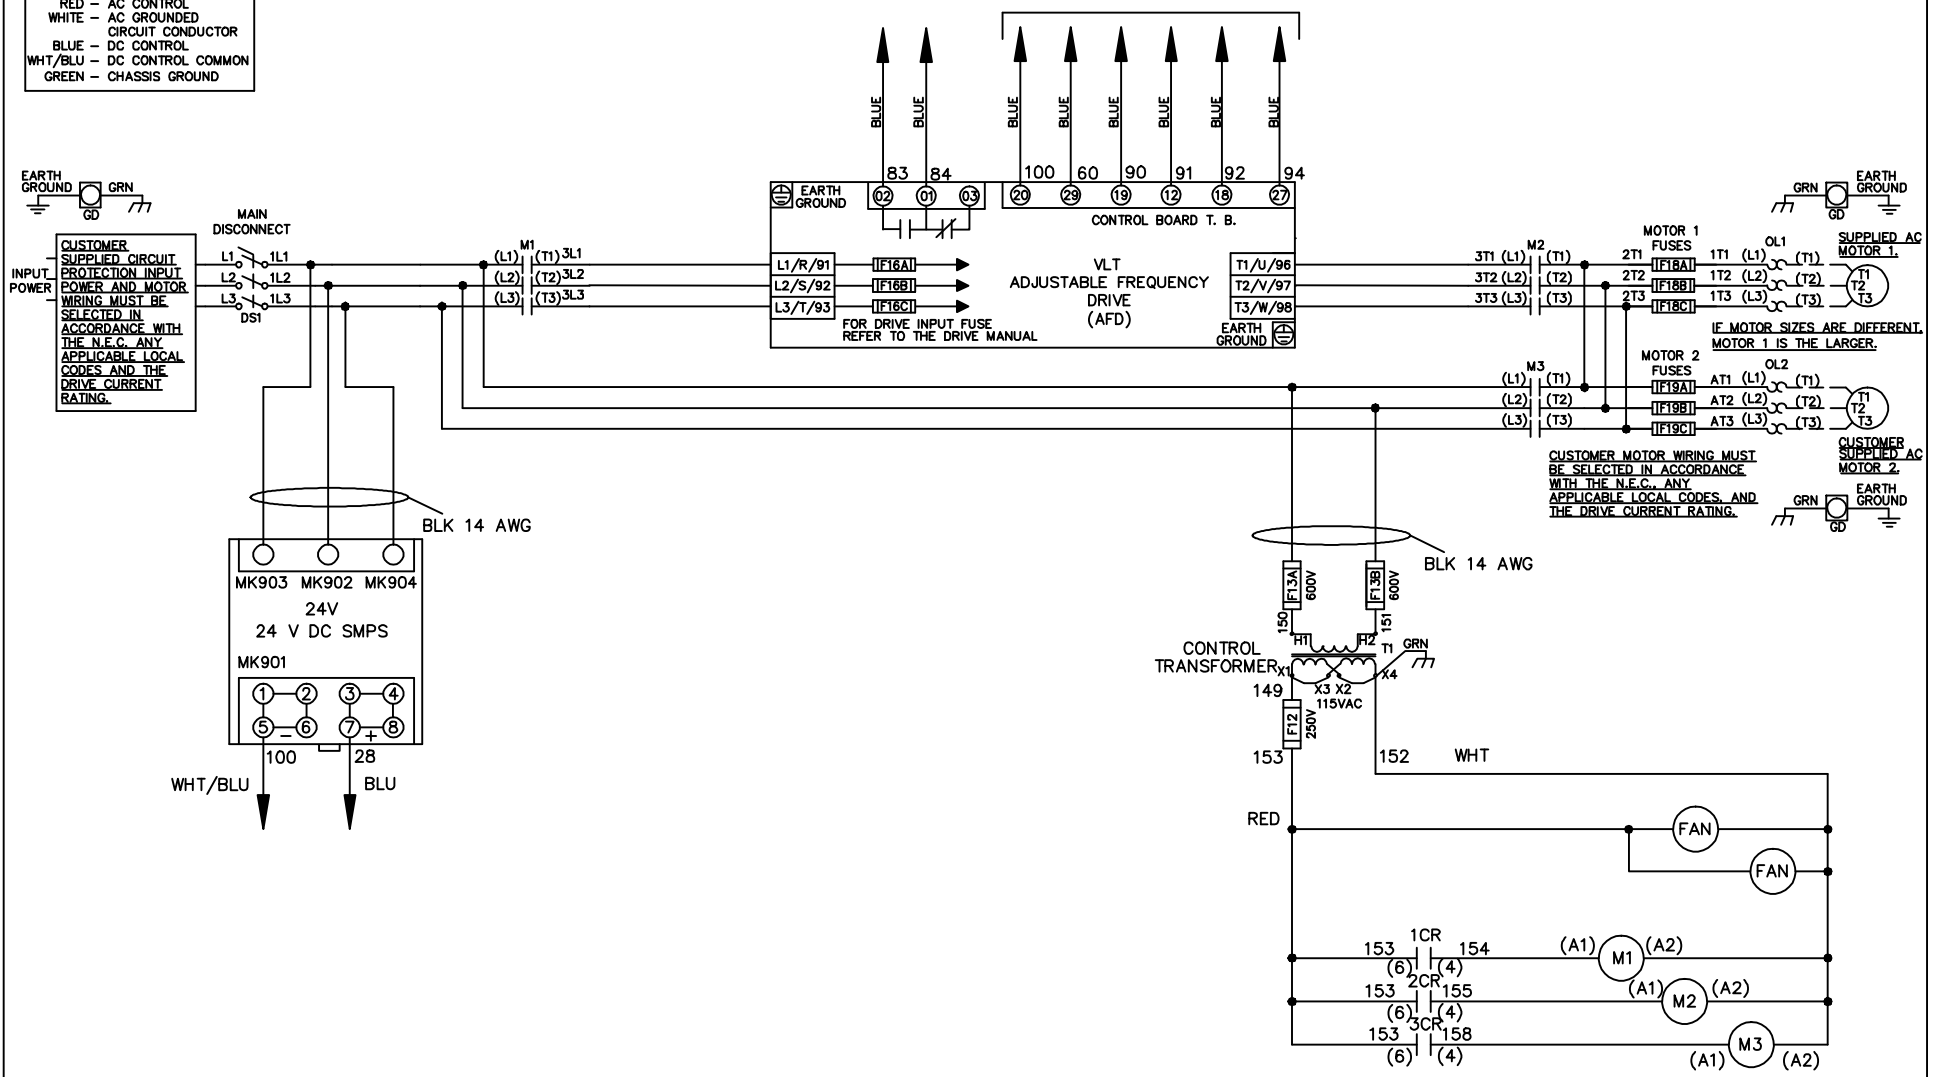 RED – AC CONTROL
WHITE – AC GROUNDED
CIRCUIT CONDUCTOR
BLUE – DC CONTROL
WHT/BLU – DC CONTROL COMMON
GREEN – CHASSIS GROUND
BLUE
BLUE
BLUE
BLUE
BLUE
BLUE
BLUE
BLUE
83
84
100
60
90
91
92
94
EARTH
GROUND
02
01
03
20
29
19
12
18
27
CONTROL BOARD T. B.
EARTH
GROUND
GRN
GD
MAIN
DISCONNECT
CUSTOMER
SUPPLIED CIRCUIT
PROTECTION INPUT
POWER AND MOTOR
WIRING MUST BE
SELECTED IN
ACCORDANCE WITH
THE N.E.C. ANY
APPLICABLE LOCAL
CODES AND THE
DRIVE CURRENT
RATING.
INPUT
POWER
L1
1L1
L2
1L2
L3
1L3
DS1
M1
(L1)
(T1)
3L1
(L2)
(T2)
3L2
(L3)
(T3)
3L3
L1/R/91
L2/S/92
L3/T/93
F16A
F16B
F16C
FOR DRIVE INPUT FUSE
REFER TO THE DRIVE MANUAL
VLT
ADJUSTABLE FREQUENCY
DRIVE
(AFD)
T1/U/96
T2/V/97
T3/W/98
EARTH
GROUND
3T1 (L1)
3T2 (L2)
3T3 (L3)
M2
(T1)
(T2)
(T3)
2T1
2T2
2T3
MOTOR 1
FUSES
F18A
F18B
F18C
1T1 (L1)
1T2 (L2)
1T3 (L3)
OL1
(T1)
(T2)
(T3)
GRN
GD
EARTH
GROUND
SUPPLIED AC
MOTOR 1.
T1
T2
T3
IF MOTOR SIZES ARE DIFFERENT,
MOTOR 1 IS THE LARGER.
M3
(L1)
(T1)
(L2)
(T2)
(L3)
(T3)
MOTOR 2
FUSES
F19A
F19B
F19C
AT1 (L1)
AT2 (L2)
AT3 (L3)
OL2
(T1)
(T2)
(T3)
T1
T2
T3
CUSTOMER
SUPPLIED AC
MOTOR 2.
CUSTOMER MOTOR WIRING MUST
BE SELECTED IN ACCORDANCE
WITH THE N.E.C., ANY
APPLICABLE LOCAL CODES, AND
THE DRIVE CURRENT RATING.
GRN
GD
EARTH
GROUND
BLK 14 AWG
MK903 MK902 MK904
24V
24 V DC SMPS
MK901
1
2
3
4
5
–
6
7
+
8
100
28
WHT/BLU
BLU
BLK 14 AWG
F13A
600V
F13B
600V
150
151
H1
H2
T1
GRN
CONTROL
TRANSFORMER
X1
X3 X2
X4
115VAC
149
F12
250V
153
152
WHT
RED
FAN
FAN
153
1CR
154
(6)
(4)
(A1)
M1
(A2)
153
2CR
155
(6)
(4)
(A1)
M2
(A2)
153
3CR
158
(6)
(4)
(A1)
M3
(A2)